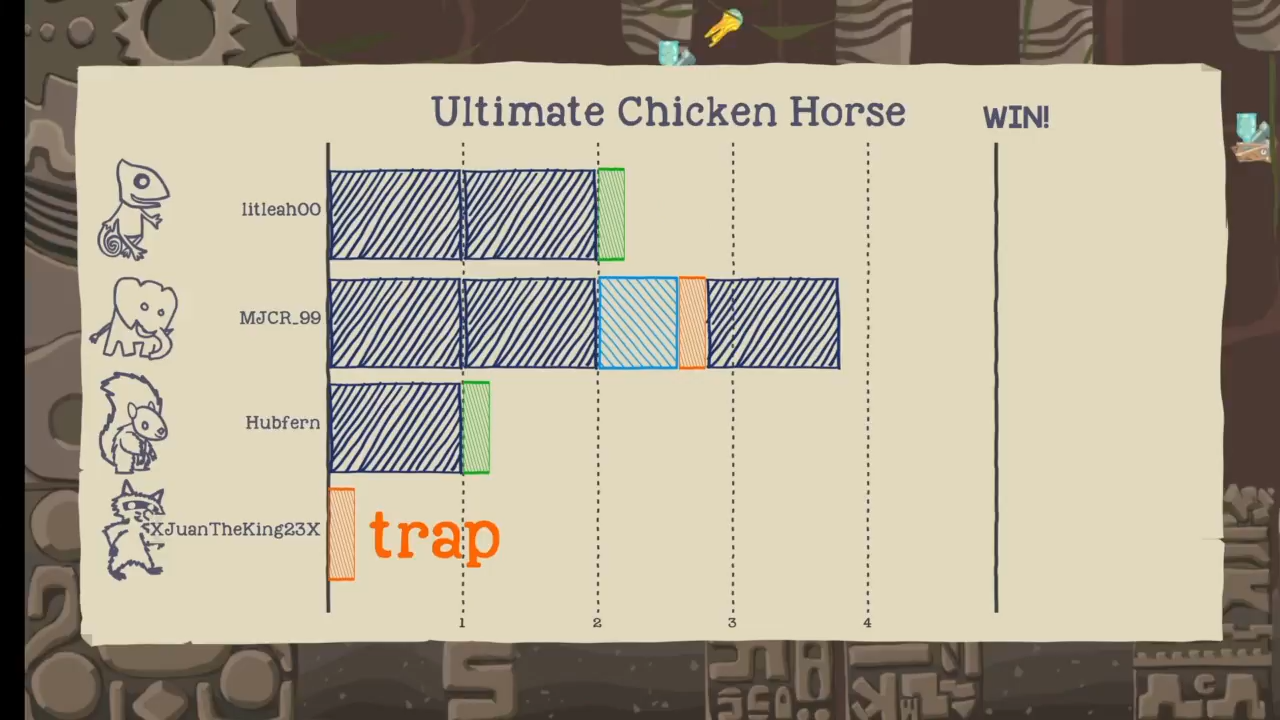 Ultimate Chicken Horse
WIN!
litleah00
MJCR_99
Hubfern
XJuanTheKing23X
trap
1 2 3 4